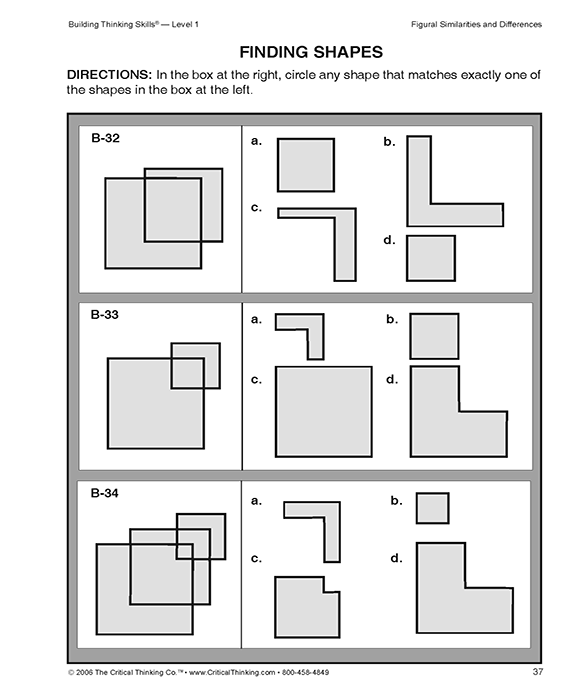 Building Thinking Skills® — Level 1
Figural Similarities and Differences
FINDING SHAPES
DIRECTIONS: In the box at the right, circle any shape that matches exactly one of
the shapes in the box at the left.
B-32
a.
b.
c.
d.
B-33
a.
b.
c.
d.
B-34
a.
b.
c.
d.
© 2006 The Critical Thinking Co.™ • www.CriticalThinking.com • 800-458-4849
37